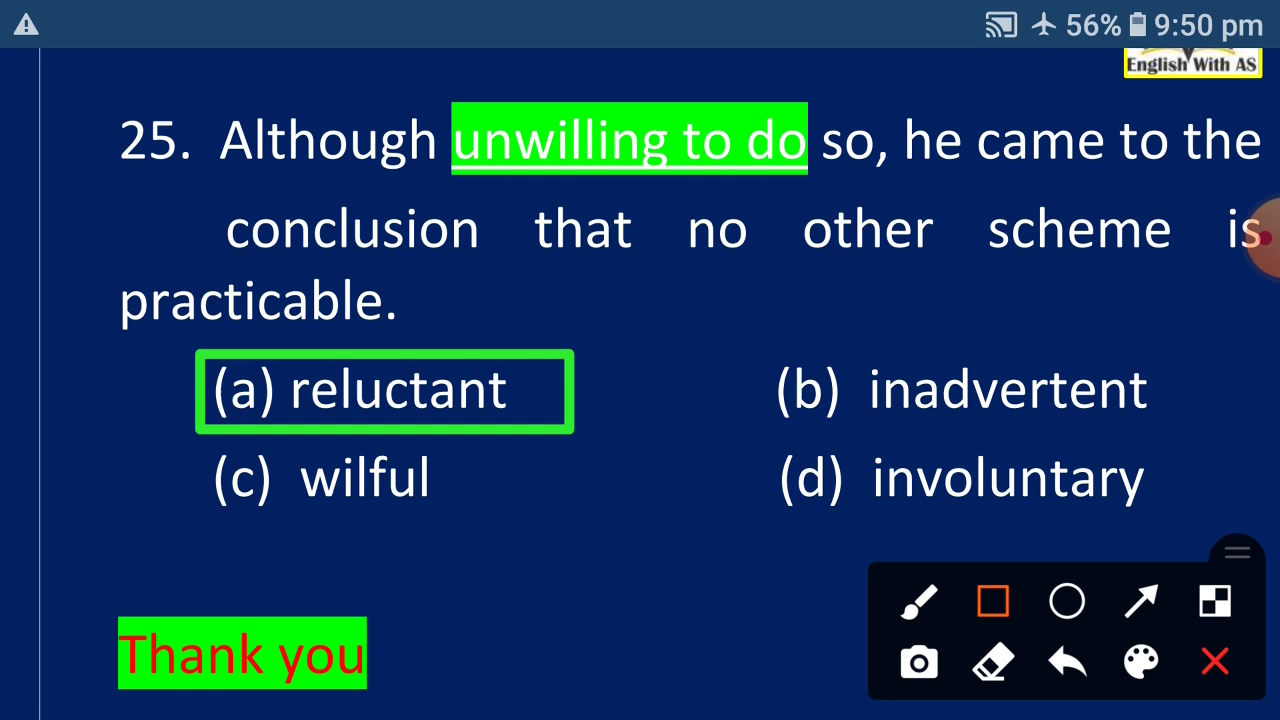 56% 9:50 pm
English With AS
25. Although unwilling to do so, he came to the
conclusion that no other scheme is
practicable.
(a) reluctant (b) inadvertent
(c) wilful (d) involuntary
Thank you